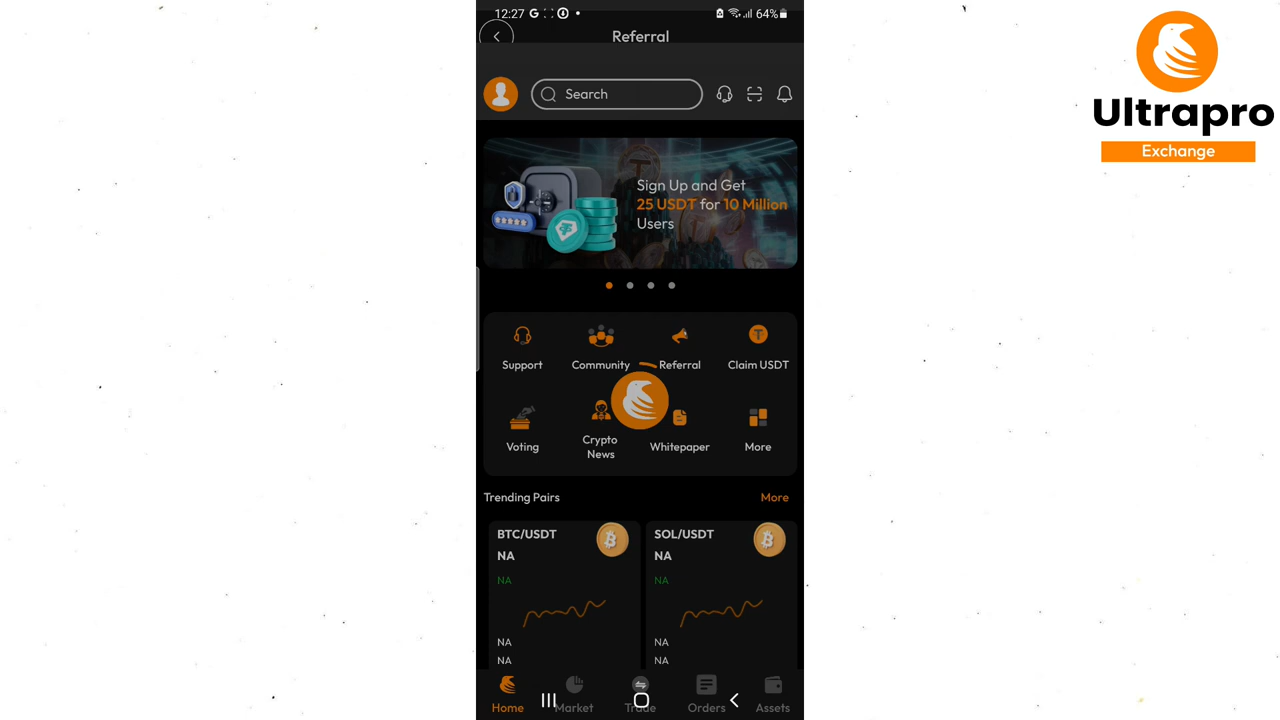 12:27 G 64%
Referral
Ultrapro
Exchange
Search
Sign Up and Get
25 USDT for 10 Million
Users
Support Community Referral Claim USDT
Voting Crypto News Whitepaper More
Trending Pairs More
BTC/USDT SOL/USDT
NA NA
NA NA
NA NA
NA NA
Home Market Trade Orders Assets